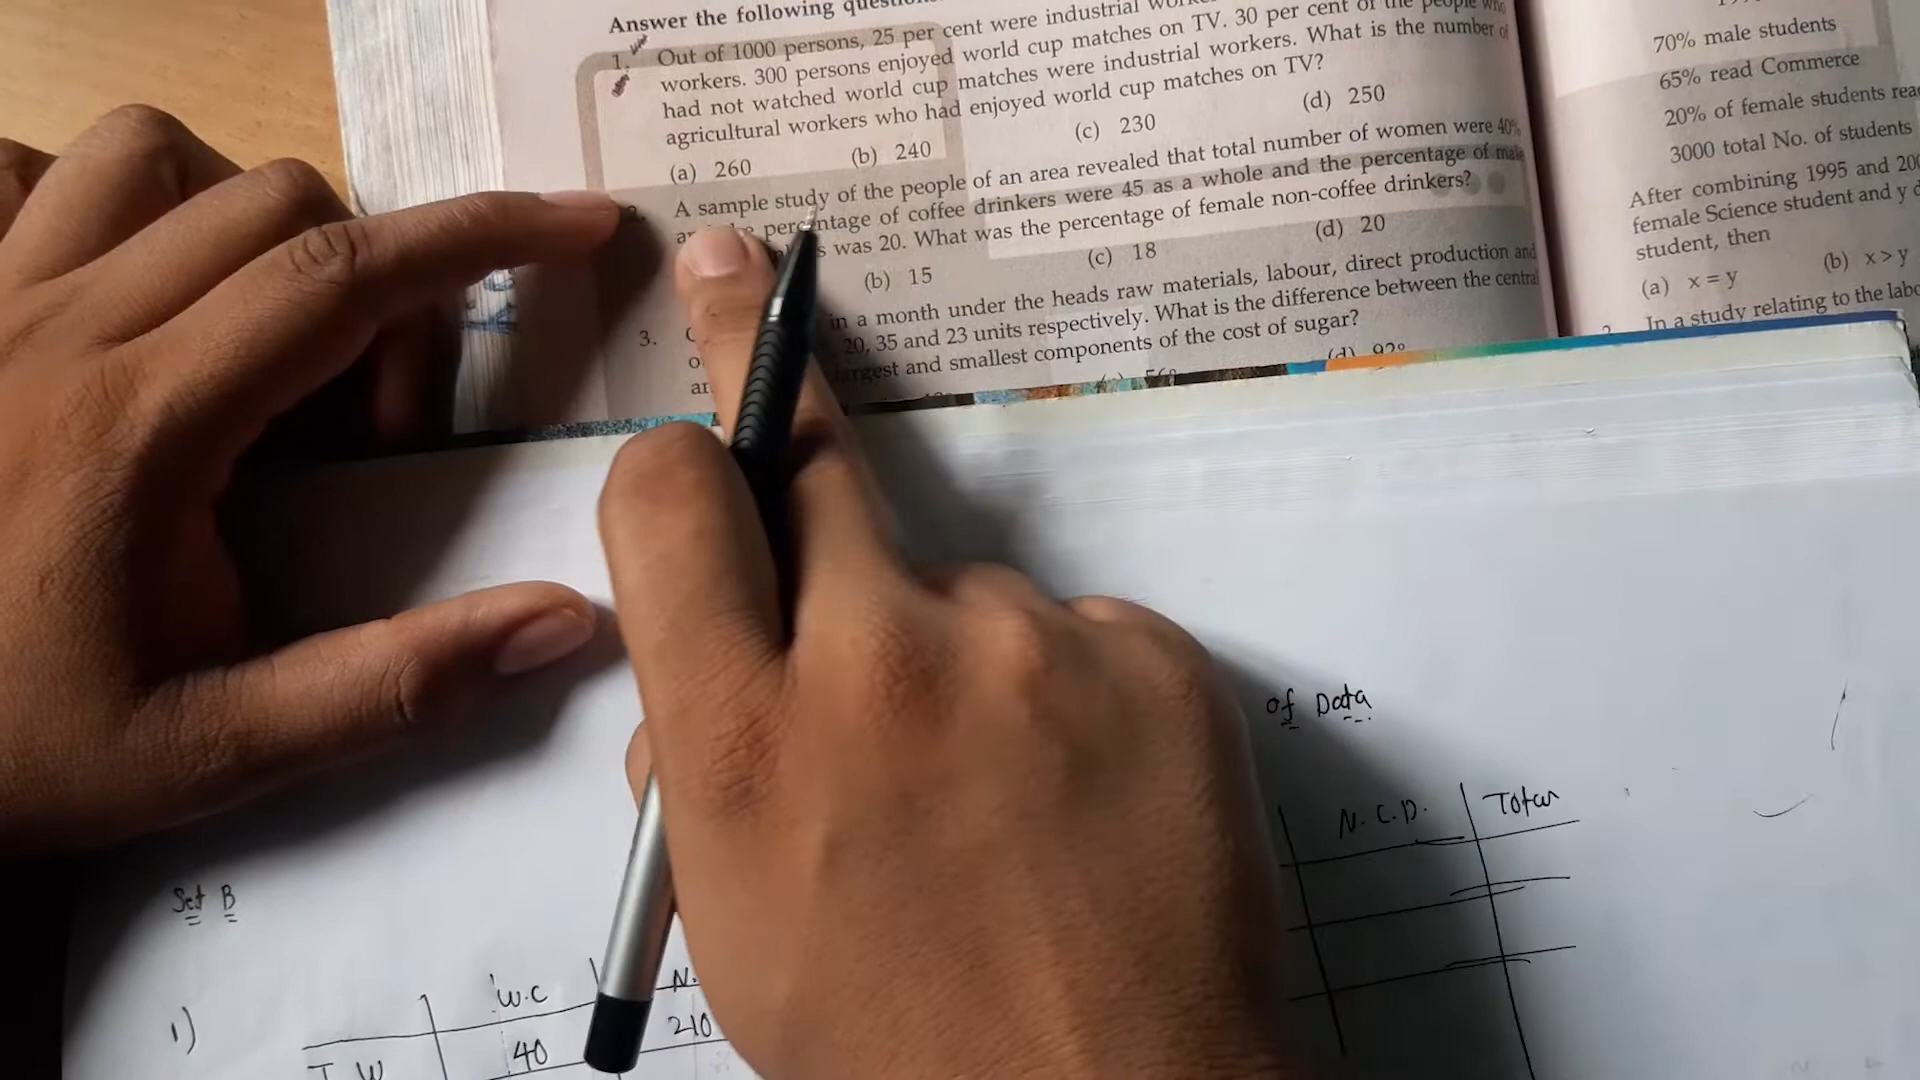 Answer the following
1. Out of 1000 persons, 25 per cent were industrial
workers. 300 persons enjoyed world cup matches on TV. 30 per cent of the people who
had not watched world cup matches were industrial workers. What is the number of
agricultural workers who had enjoyed world cup matches on TV?
(a) 260 (b) 240 (c) 230 (d) 250
2. A sample study of the people of an area revealed that total number of women were 40%
percentage of coffee drinkers were 45 as a whole and the percentage of male
was 20. What was the percentage of female non-coffee drinkers?
(b) 15 (c) 18 (d) 20
3.
in a month under the heads raw materials, labour, direct production and
20, 35 and 23 units respectively. What is the difference between the central
largest and smallest components of the cost of sugar?
(d) 92°
70% male students
65% read Commerce
20% of female students
3000 total No. of students
After combining 1995 and
female Science student and y
student, then
(a) x = y (b) x > y
In a study relating to the
of Data
N.C.D. Total
Set B
1)
W.C
40 210
I W